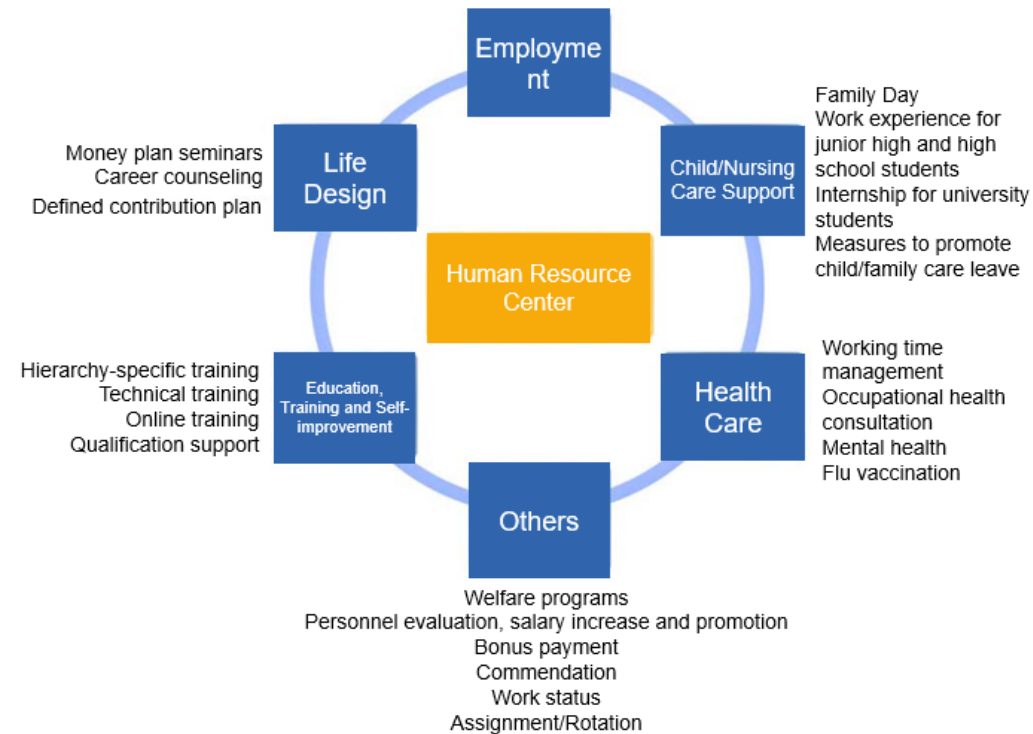 Employme
nt
Family Day
Work experience for
junior high and high
school students
Internship for university
students
Measures to promote
child/family care leave
Child/Nursing
Care Support
Money plan seminars
Career counseling
Defined contribution plan
Life
Design
Human Resource
Center
Hierarchy-specific training
Technical training
Online training
Qualification support
Education,
Training and Self-
improvement
Health
Care
Working time
management
Occupational health
consultation
Mental health
Flu vaccination
Others
Welfare programs
Personnel evaluation, salary increase and promotion
Bonus payment
Commendation
Work status
Assignment/Rotation